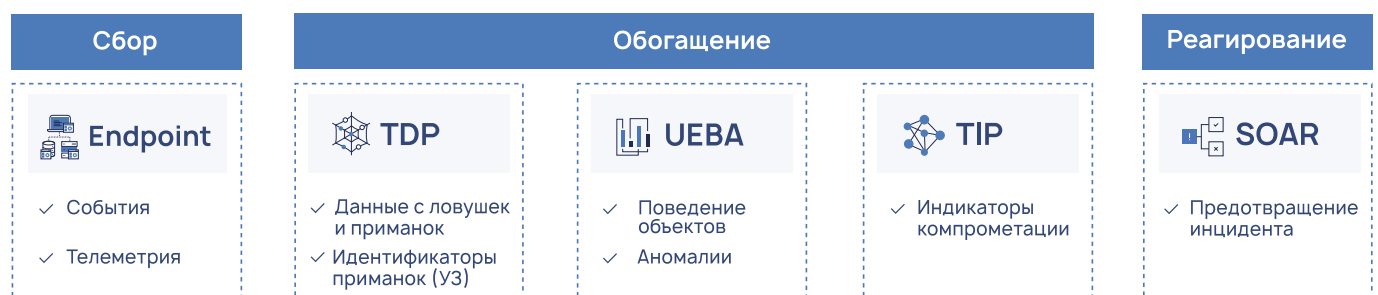 Сбор
Обогащение
Реагирование
Endpoint
События
Телеметрия
TDP
Данные с ловушек
и приманок
Идентификаторы
приманок (УЗ)
UEBA
Поведение
объектов
Аномалии
TIP
Индикаторы
компрометации
SOAR
Предотвращение
инцидента